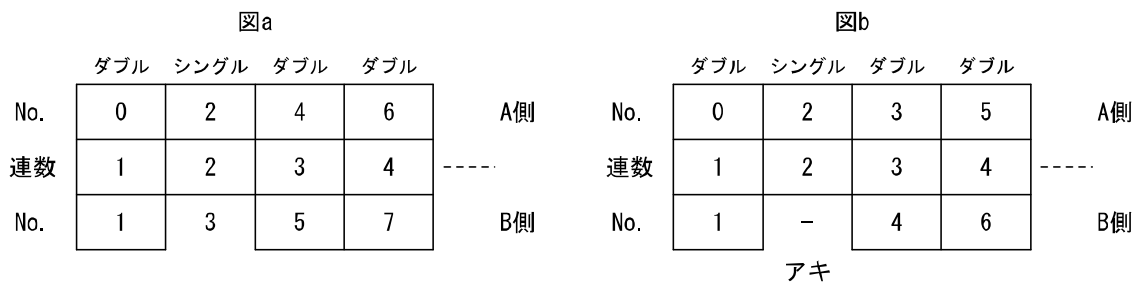 図a
ダブル シングル ダブル ダブル
No. 0 2 4 6 A側
連数 1 2 3 4 -----
No. 1 3 5 7 B側
図b
ダブル シングル ダブル ダブル
No. 0 2 3 5 A側
連数 1 2 3 4 -----
No. 1 - 4 6 B側
アキ